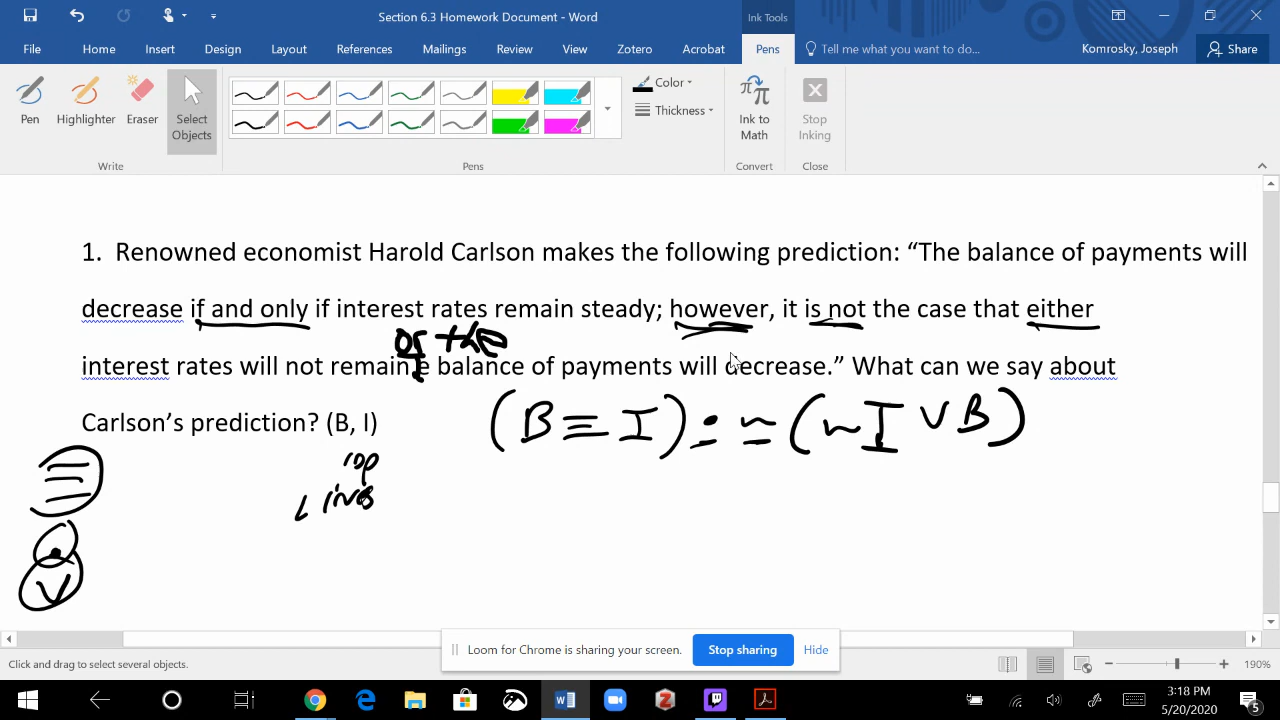 Section 6.3 Homework Document - Word
Ink Tools
File Home Insert Design Layout References Mailings Review View Zotero Acrobat Pens Tell me what you want to do... Komrosky, Joseph Share
Pen Highlighter Eraser Select Objects
Color
Thickness
Ink to Math
Stop Inking
Write Pens Convert Close
1. Renowned economist Harold Carlson makes the following prediction: “The balance of payments will
decrease if and only if interest rates remain steady; however, it is not the case that either
or the
interest rates will not remain e balance of payments will decrease.” What can we say about
Carlson’s prediction? (B, I)
(B ≡ I) • ~ (~I ∨ B)
top
lines
≡
•
∨
Loom for Chrome is sharing your screen. Stop sharing Hide
Click and drag to select several objects.
190%
3:18 PM
5/20/2020
5